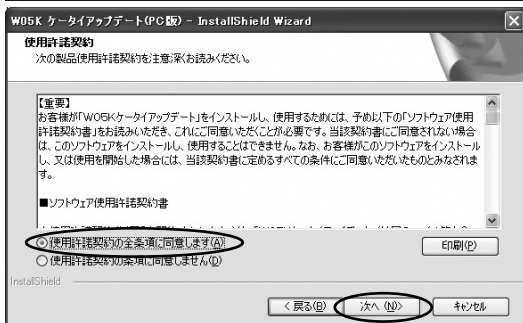 W05K ケータイアップデート(PC版) - InstallShield Wizard
使用許諾契約
次の製品使用許諾契約を注意深くお読みください。
【重要】
お客様が「W05Kケータイアップデート」をインストールし、使用するためには、予め以下の「ソフトウェア使用
許諾契約書」をお読みいただき、これにご同意いただくことが必要です。当該契約書にご同意されない場合
は、このソフトウェアをインストールし、使用することはできません。なお、お客様がこのソフトウェアをインストール
し、又は使用を開始した場合には、当該契約書に定めるすべての条件にご同意いただいたものとみなされま
す。
■ソフトウェア使用許諾契約書
使用許諾契約の全条項に同意します(A)
使用許諾契約の条項に同意しません(D)
印刷(P)
InstallShield
< 戻る(B)
次へ (N)>
キャンセル